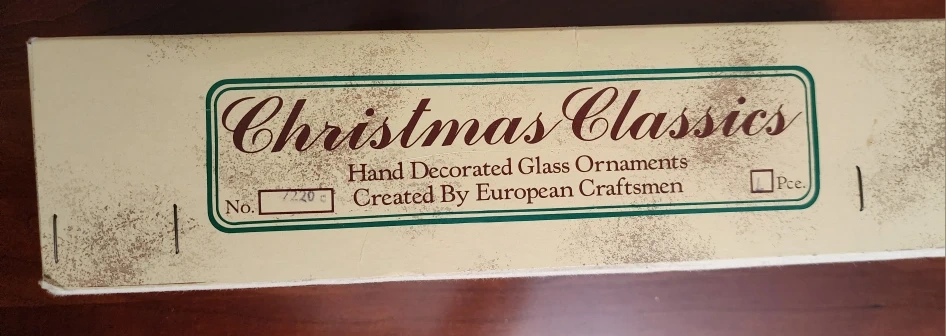 Christmas Classics
Hand Decorated Glass Ornaments
Created By European Craftsmen
No.
Pce.